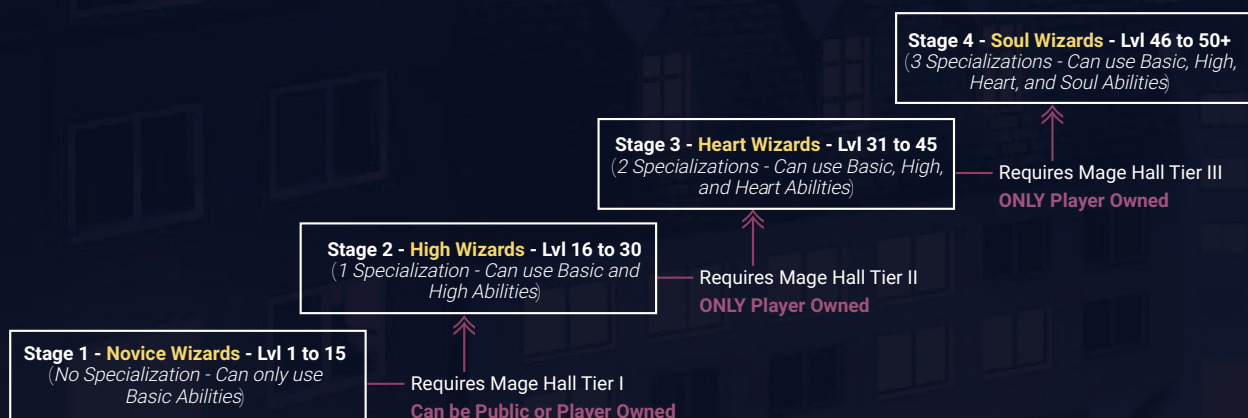 Stage 4 - Soul Wizards - Lvl 46 to 50+
(3 Specializations - Can use Basic, High,
Heart, and Soul Abilities)
Stage 3 - Heart Wizards - Lvl 31 to 45
(2 Specializations - Can use Basic, High,
and Heart Abilities)
Requires Mage Hall Tier III
ONLY Player Owned
Stage 2 - High Wizards - Lvl 16 to 30
(1 Specialization - Can use Basic and
High Abilities)
Requires Mage Hall Tier II
ONLY Player Owned
Stage 1 - Novice Wizards - Lvl 1 to 15
(No Specialization - Can only use
Basic Abilities)
Requires Mage Hall Tier I
Can be Public or Player Owned